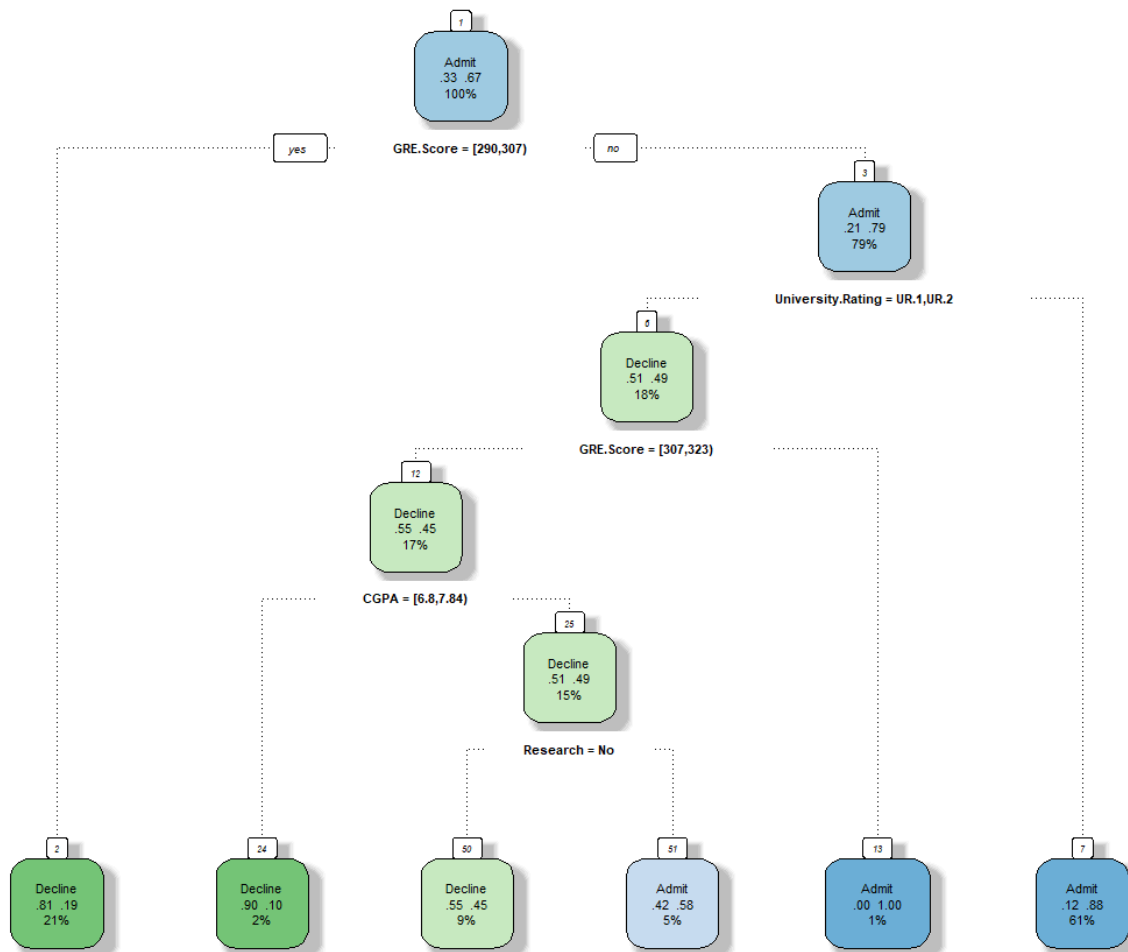 1
Admit
.33 .67
100%
yes
GRE.Score = [290,307)
no
3
Admit
.21 .79
79%
University.Rating = UR.1,UR.2
6
Decline
.51 .49
18%
GRE.Score = [307,323)
12
Decline
.55 .45
17%
CGPA = [6.8,7.84)
25
Decline
.51 .49
15%
Research = No
2
Decline
.81 .19
21%
24
Decline
.90 .10
2%
50
Decline
.55 .45
9%
51
Admit
.42 .58
5%
13
Admit
.00 1.00
1%
7
Admit
.12 .88
61%